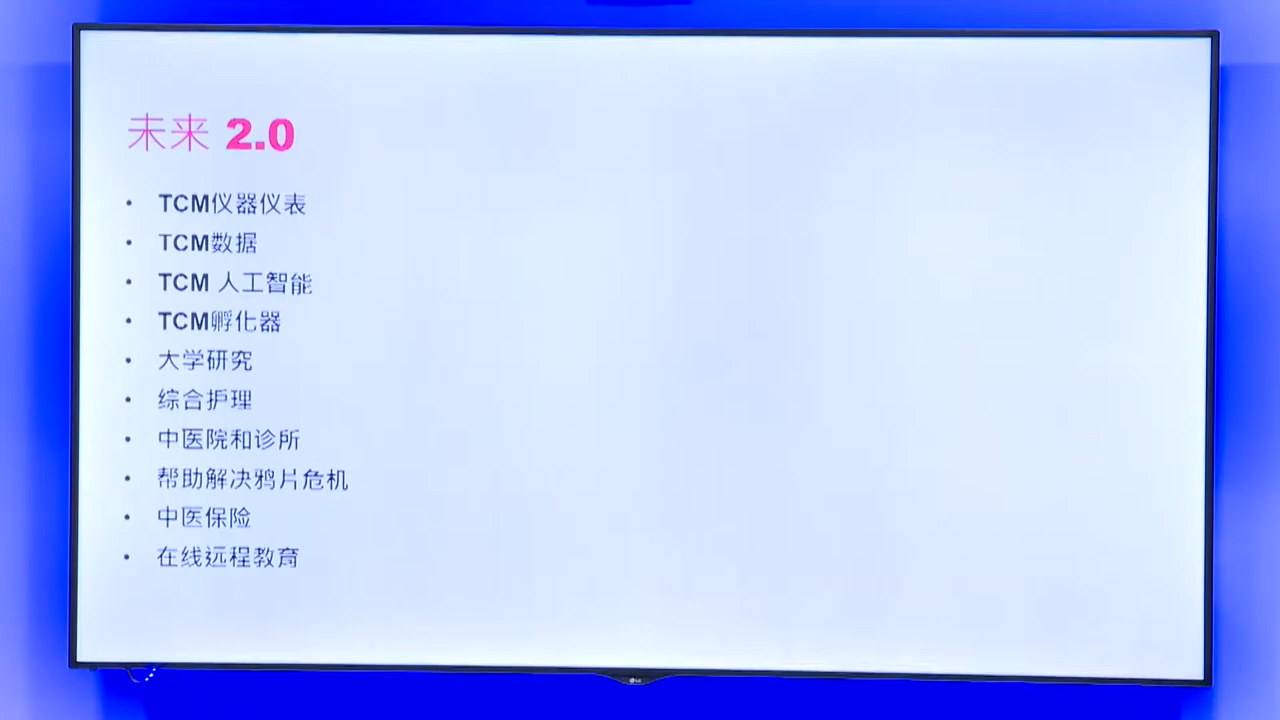 未来 2.0
• TCM仪器仪表
• TCM数据
• TCM 人工智能
• TCM孵化器
• 大学研究
• 综合护理
• 中医院和诊所
• 帮助解决鸦片危机
• 中医保险
• 在线远程教育
LG